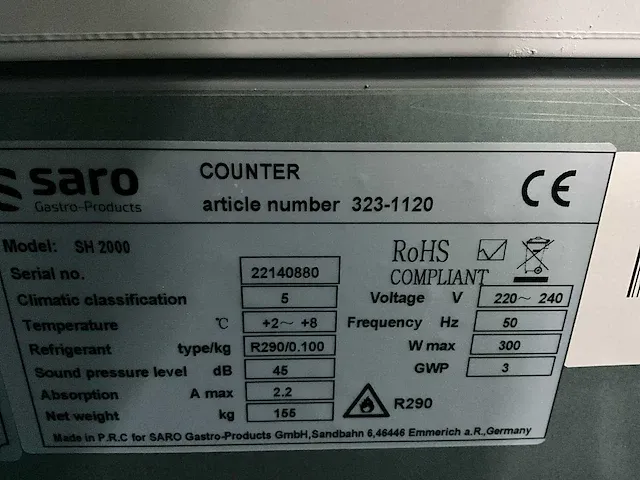 saro
Gastro-Products
COUNTER
article number 323-1120
CE
Model: SH 2000
RoHS
COMPLIANT
Serial no. 22140880
Climatic classification 5
Voltage V 220~ 240
Temperature °C +2~ +8
Frequency Hz 50
Refrigerant type/kg R290/0.100
W max 300
Sound pressure level dB 45
GWP 3
Absorption A max 2.2
R290
Net weight kg 155
Made in P.R.C for SARO Gastro-Products GmbH,Sandbahn 6,46446 Emmerich a.R.,Germany